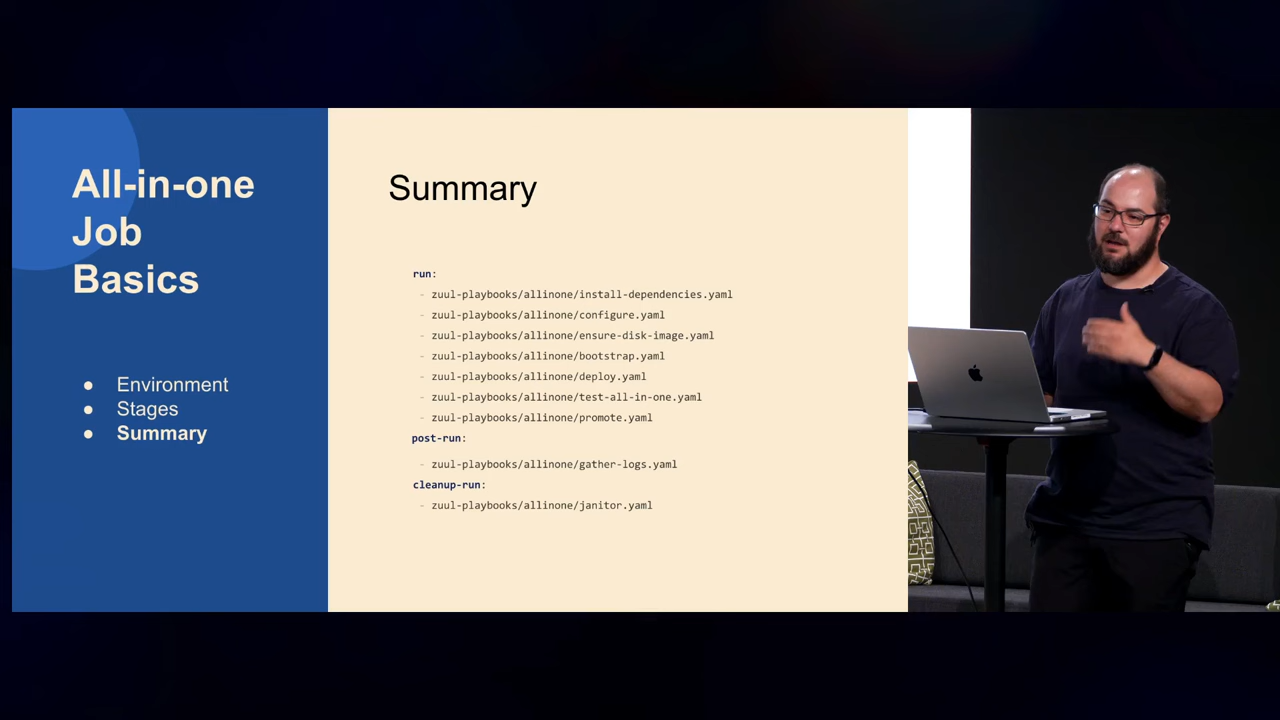 All-in-one
Job
Basics
● Environment
● Stages
● Summary
Summary
run:
- zuul-playbooks/allinone/install-dependencies.yaml
- zuul-playbooks/allinone/configure.yaml
- zuul-playbooks/allinone/ensure-disk-image.yaml
- zuul-playbooks/allinone/bootstrap.yaml
- zuul-playbooks/allinone/deploy.yaml
- zuul-playbooks/allinone/test-all-in-one.yaml
- zuul-playbooks/allinone/promote.yaml
post-run:
- zuul-playbooks/allinone/gather-logs.yaml
cleanup-run:
- zuul-playbooks/allinone/janitor.yaml